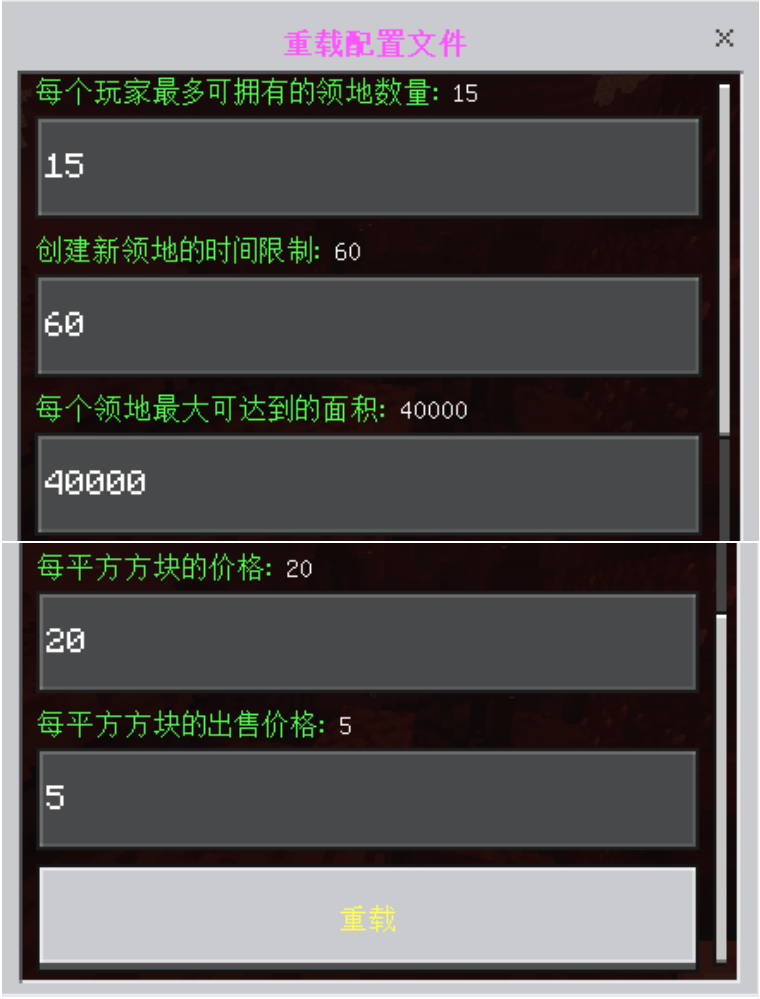 重载配置文件
每个玩家最多可拥有的领地数量: 15
15
创建新领地的时间限制: 60
60
每个领地最大可达到的面积: 40000
40000
每平方方块的价格: 20
20
每平方方块的出售价格: 5
5
重载